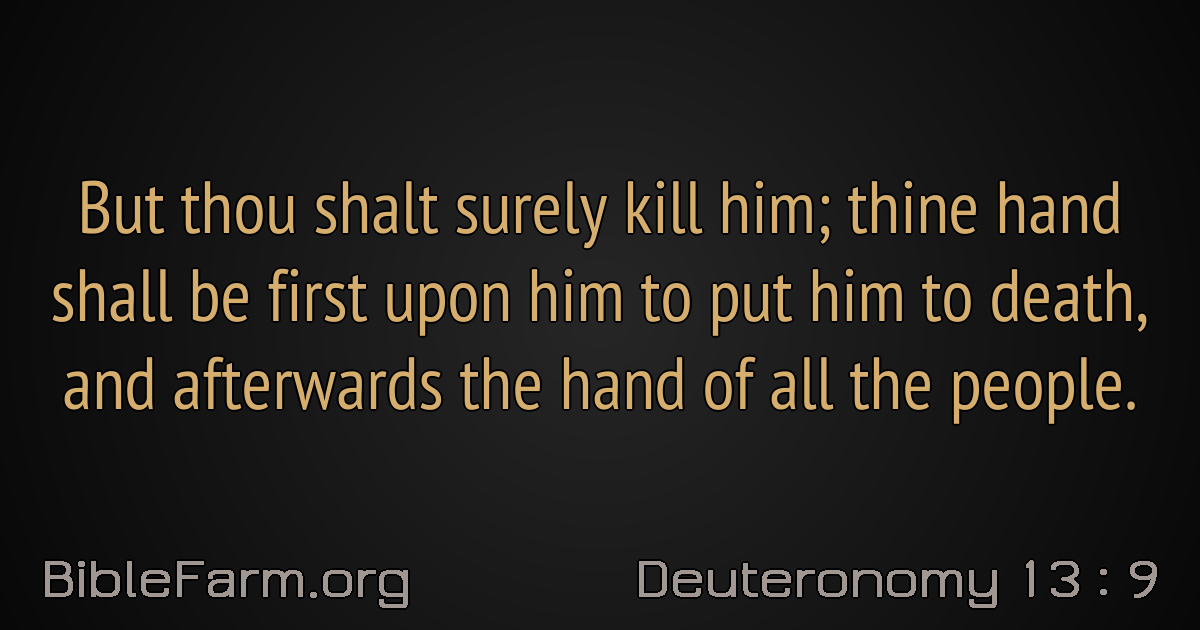 But thou shalt surely kill him; thine hand
shall be first upon him to put him to death,
and afterwards the hand of all the people.
BibleFarm.org
Deuteronomy 13 : 9